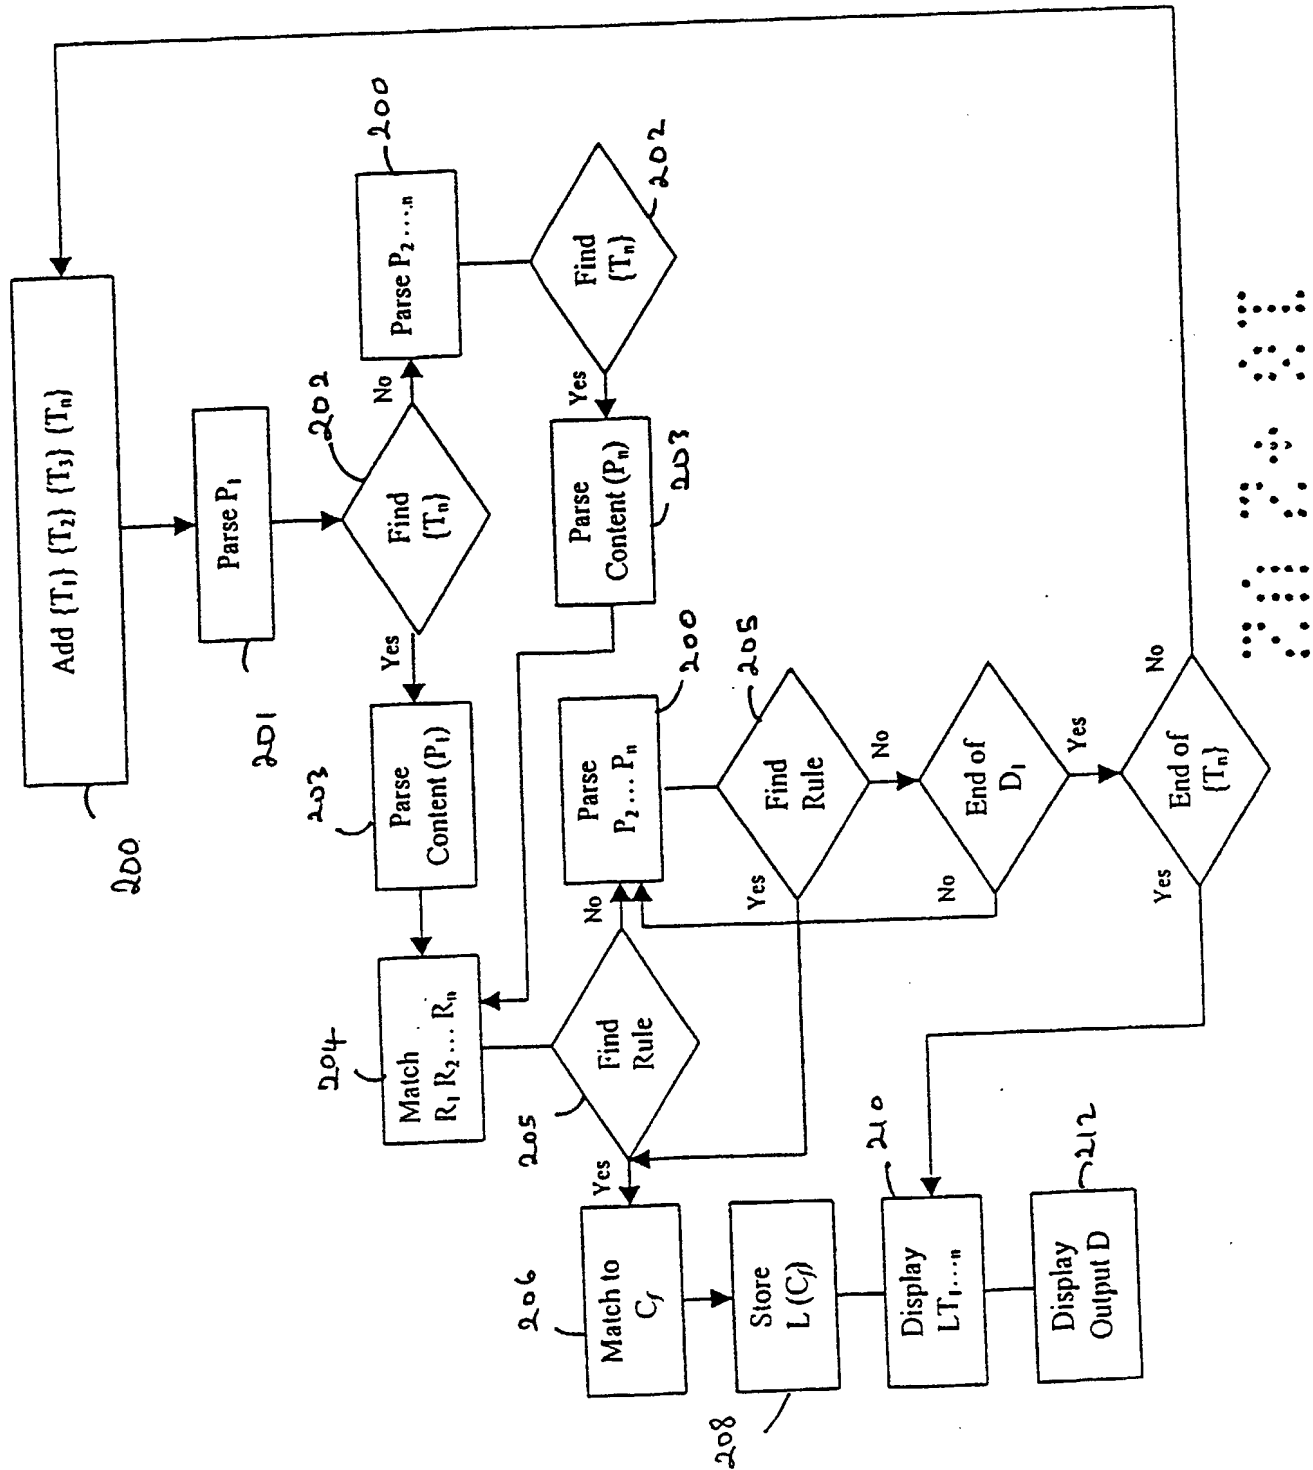 200
Add {T₁} {T₂} {T₃} {Tₙ}
201
Parse P₁
202
Find
{Tₙ}
No
Yes
200
Parse P₂ ....ₙ
202
Find
{Tₙ}
Yes
203
Parse
Content (P₁)
203
Parse
Content (Pₙ)
204
Match
R₁ R₂ ... Rₙ
205
Find
Rule
No
Yes
200
Parse
P₂ ... Pₙ
205
Find
Rule
Yes
No
End of
D₁
No
Yes
End of
{Tₙ}
Yes
No
206
Match to
C𝑓
208
Store
L (C𝑓)
210
Display
LT₁....ₙ
212
Display
Output D